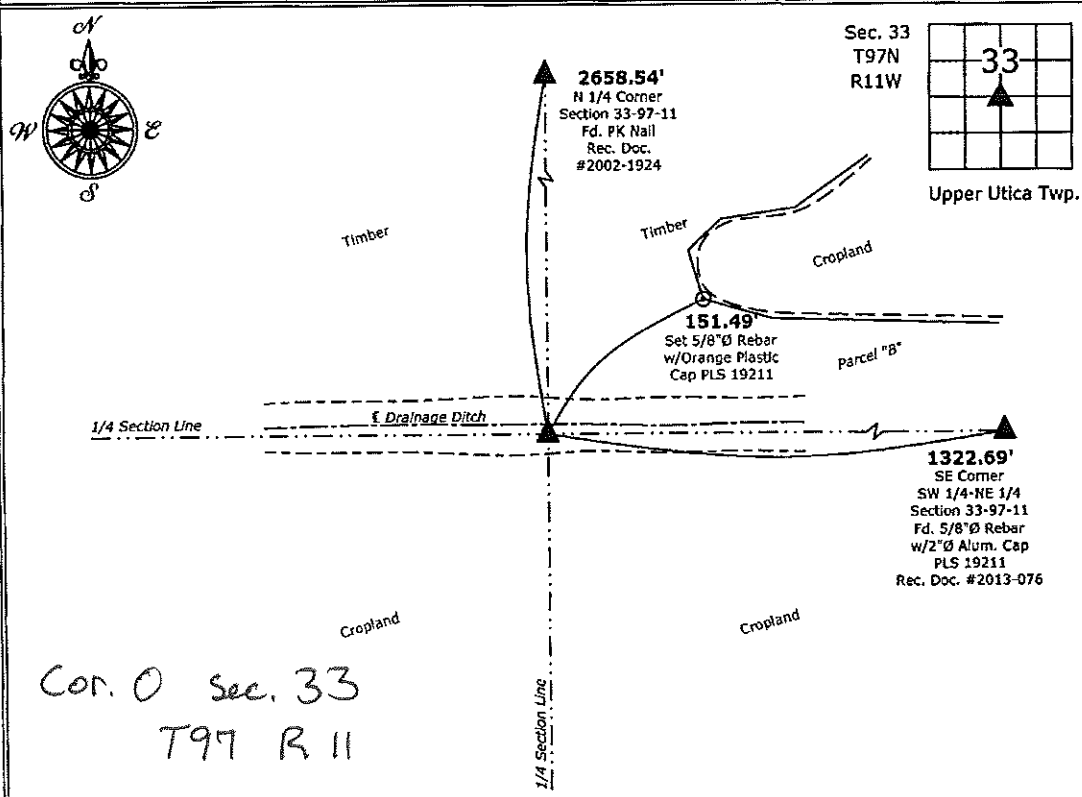 N
W
E
S
2658.54'
N 1/4 Corner
Section 33-97-11
Fd. PK Nail
Rec. Doc.
#2002-1924
Sec. 33
T97N
R11W
33
Upper Utica Twp.
Timber
Timber
Cropland
151.49'
Set 5/8"Ø Rebar
w/Orange Plastic
Cap PLS 19211
Parcel "B"
1/4 Section Line
℄ Drainage Ditch
1322.69'
SE Corner
SW 1/4-NE 1/4
Section 33-97-11
Fd. 5/8"Ø Rebar
w/2"Ø Alum. Cap
PLS 19211
Rec. Doc. #2013-076
Cropland
Cropland
1/4 Section Line
Cor. O Sec. 33
T97 R 11